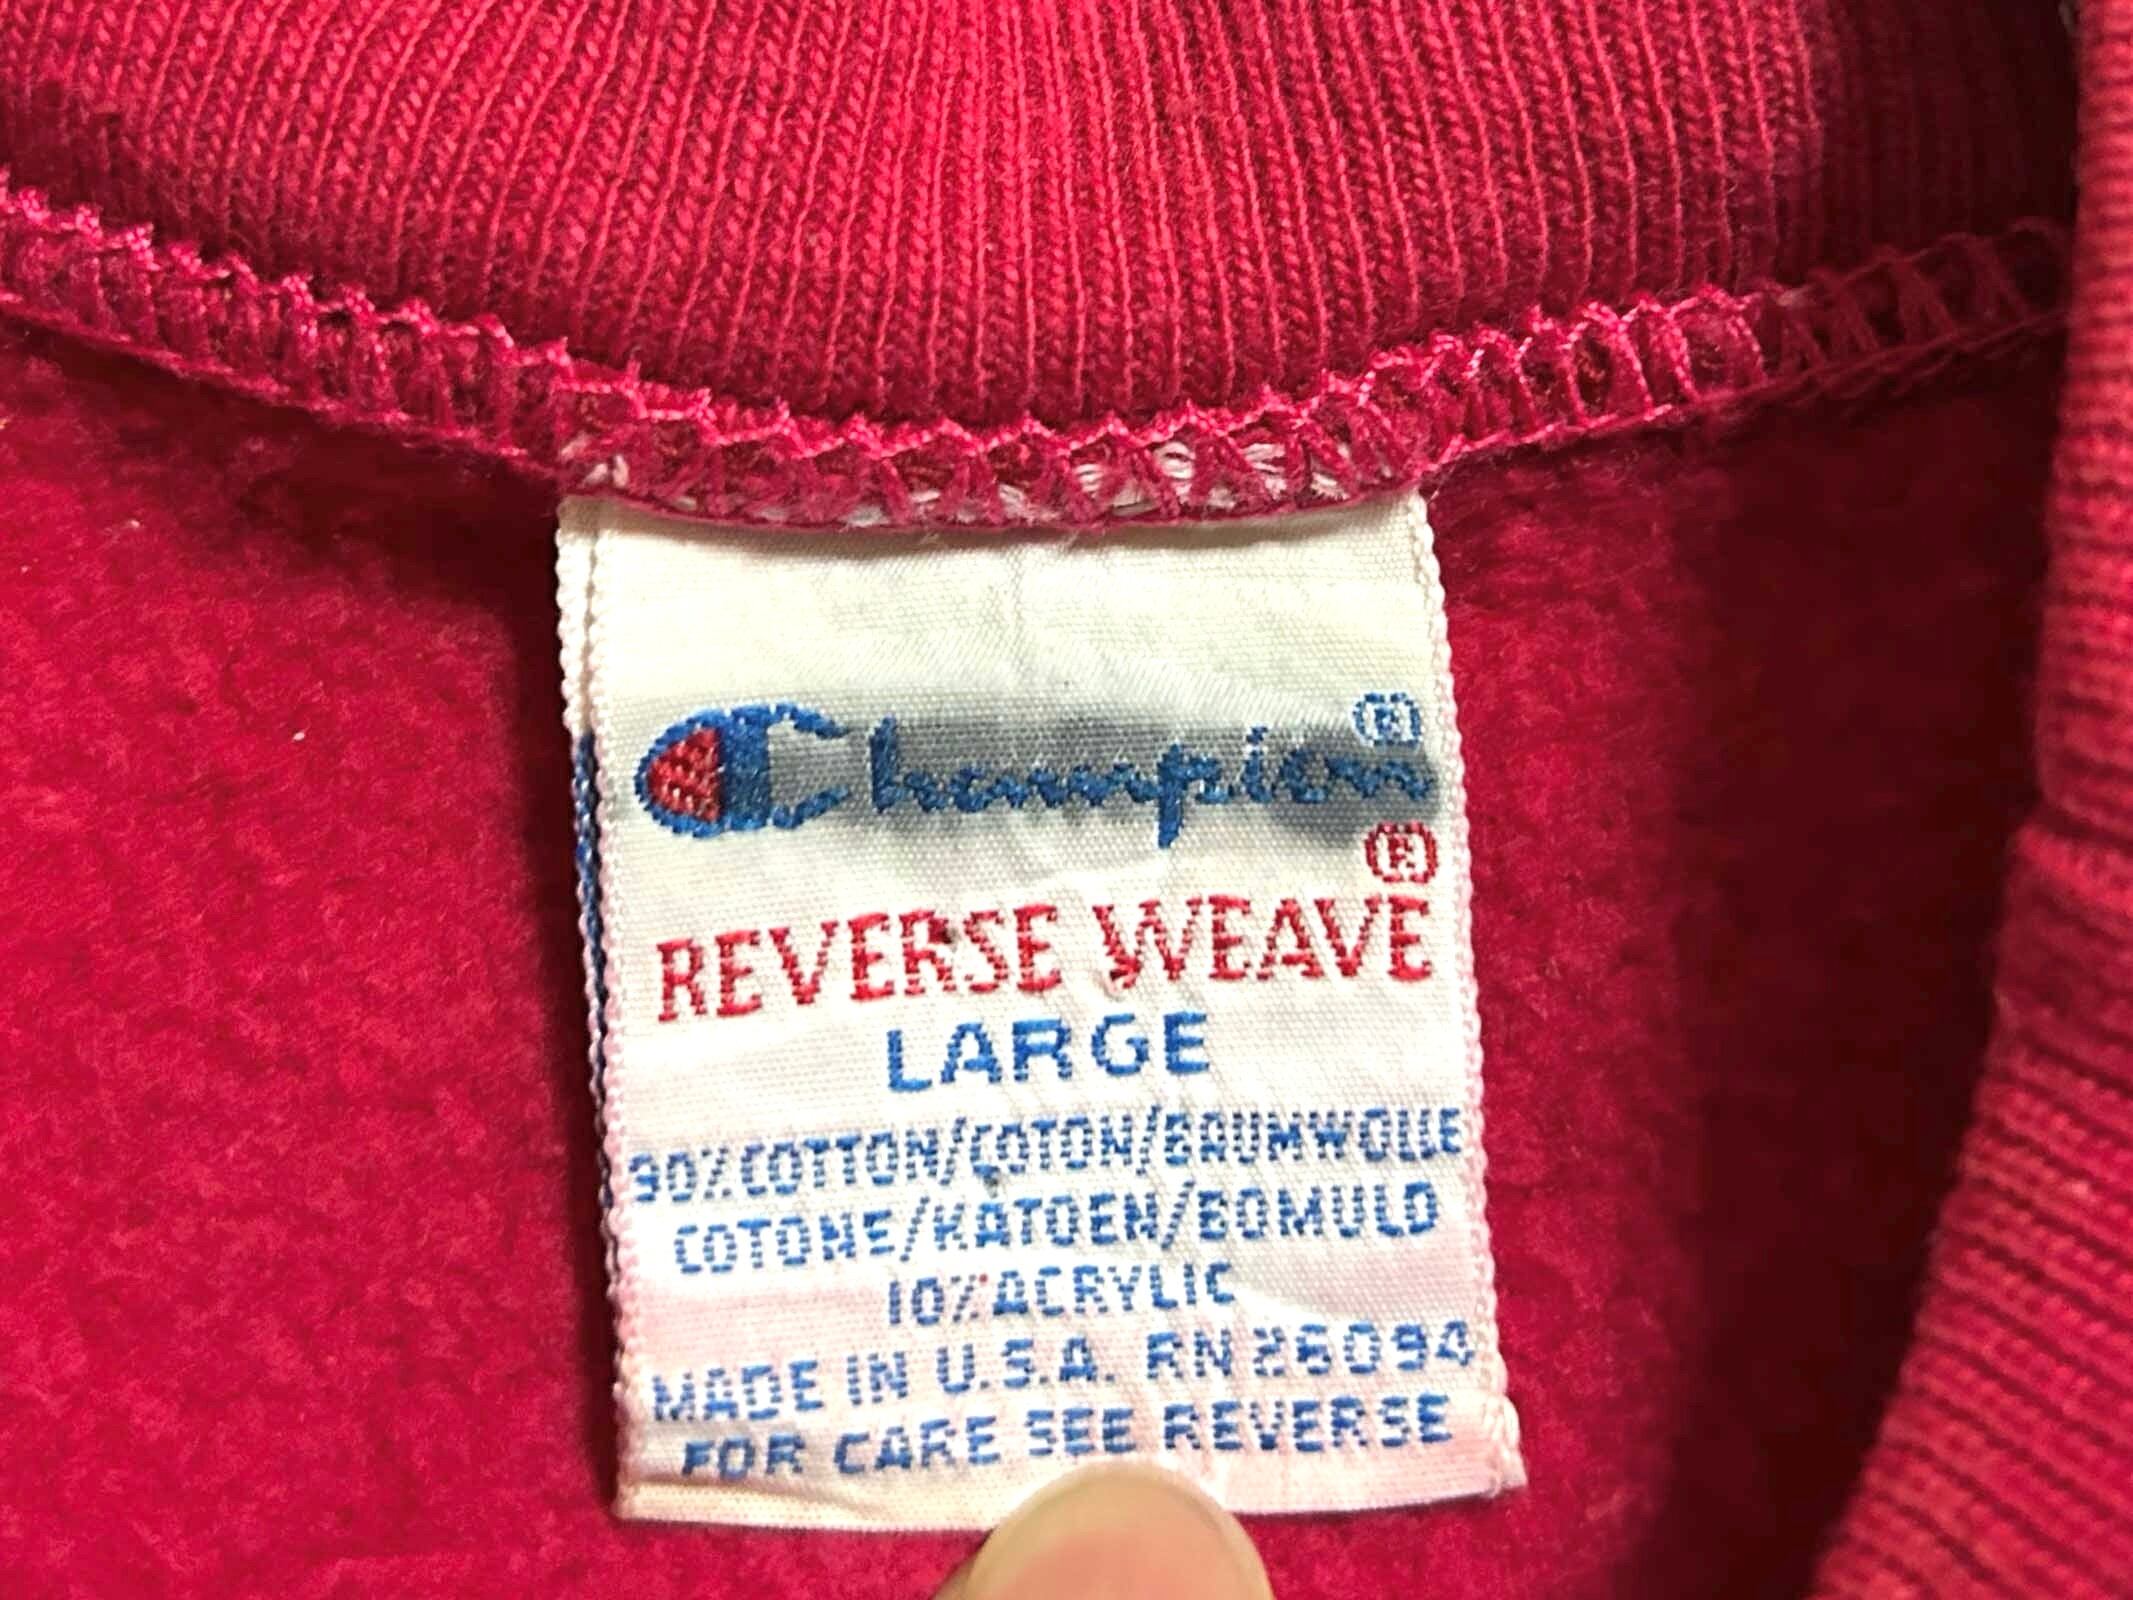 Champion®
®
REVERSE WEAVE
LARGE
90%COTTON/COTON/BAUMWOLLE
COTONE/KATOEN/BOMULD
10%ACRYLIC
MADE IN U.S.A. RN 26094
FOR CARE SEE REVERSE